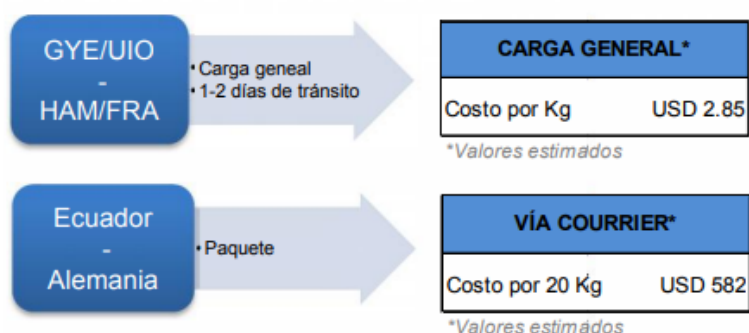 GYE/UIO
-
HAM/FRA
• Carga geneal
• 1-2 días de tránsito
CARGA GENERAL*
Costo por Kg USD 2.85
*Valores estimados
Ecuador
-
Alemania
• Paquete
VÍA COURRIER*
Costo por 20 Kg USD 582
*Valores estimados